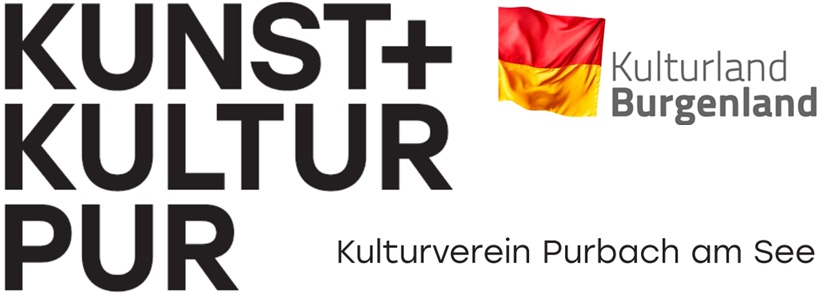 KUNST+
KULTUR
PUR
Kulturland
Burgenland
Kulturverein Purbach am See